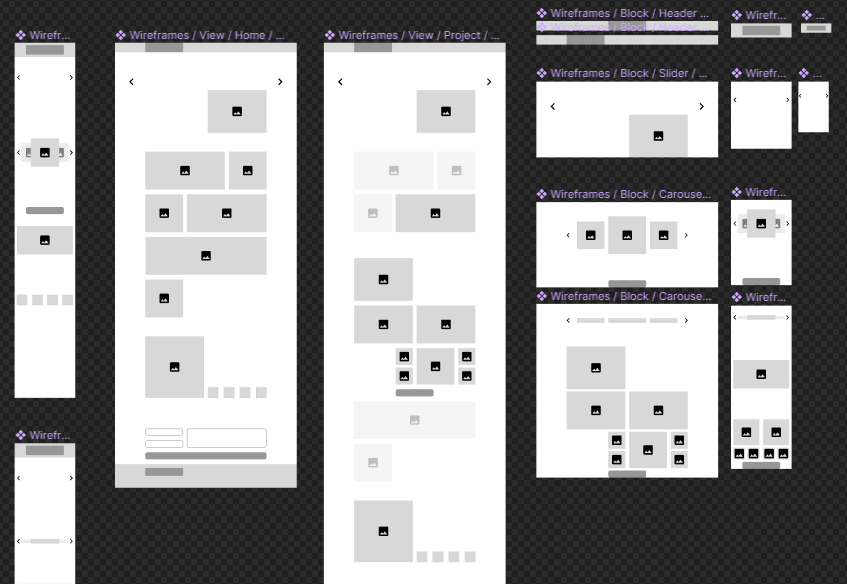 Wirefr...
Wireframes / View / Home / ...
Wireframes / View / Project / ...
Wireframes / Block / Header ...
Wirefr...
...
Wireframes / Block / Slider / ...
Wirefr...
...
Wireframes / Block / Carouse...
Wirefr...
Wireframes / Block / Carouse...
Wirefr...
Wirefr...